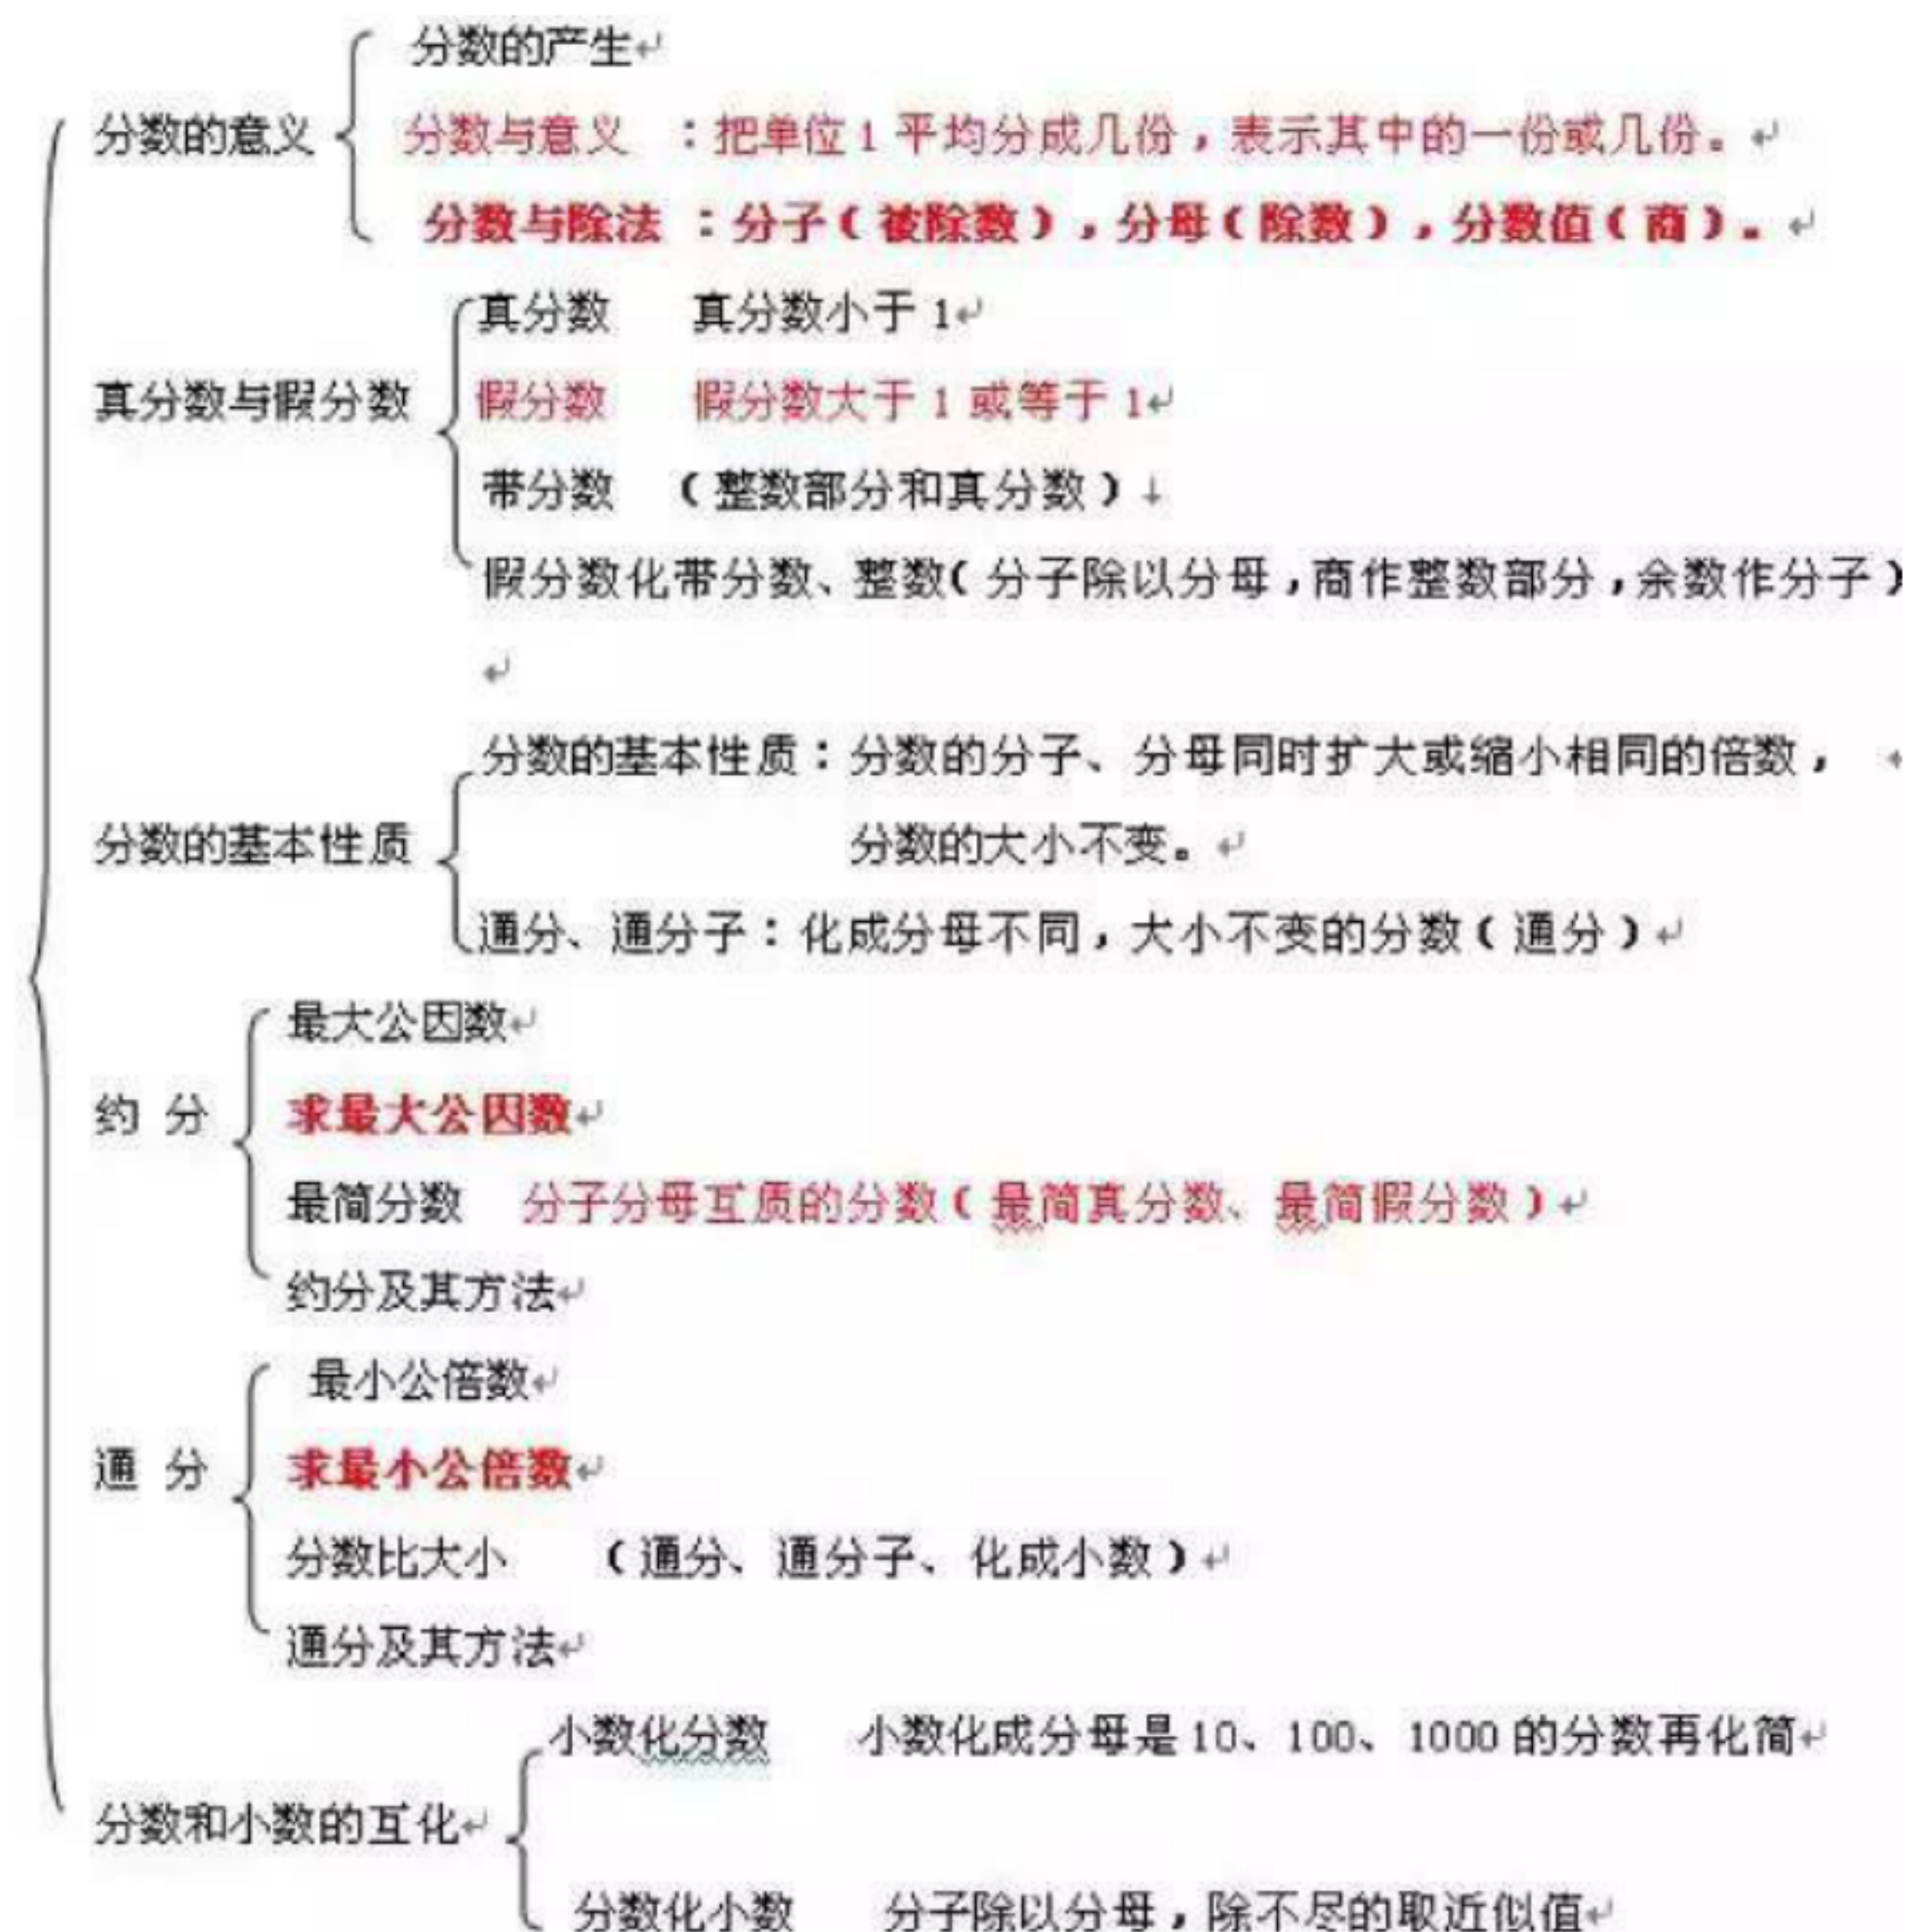 分数的产生
分数的意义
分数与意义 ：把单位1平均分成几份，表示其中的一份或几份。
分数与除法 ：分子（被除数），分母（除数），分数值（商）。
真分数 真分数小于1
真分数与假分数
假分数 假分数大于1或等于1
带分数 （整数部分和真分数）
假分数化带分数、整数（分子除以分母，商作整数部分，余数作分子）
分数的基本性质：分数的分子、分母同时扩大或缩小相同的倍数，
分数的基本性质
分数的大小不变。
通分、通分子：化成分母不同，大小不变的分数（通分）
最大公因数
约 分
求最大公因数
最简分数 分子分母互质的分数（最简真分数、最简假分数）
约分及其方法
最小公倍数
通 分
求最小公倍数
分数比大小 （通分、通分子、化成小数）
通分及其方法
小数化分数 小数化成分母是10、100、1000的分数再化简
分数和小数的互化
分数化小数 分子除以分母，除不尽的取近似值